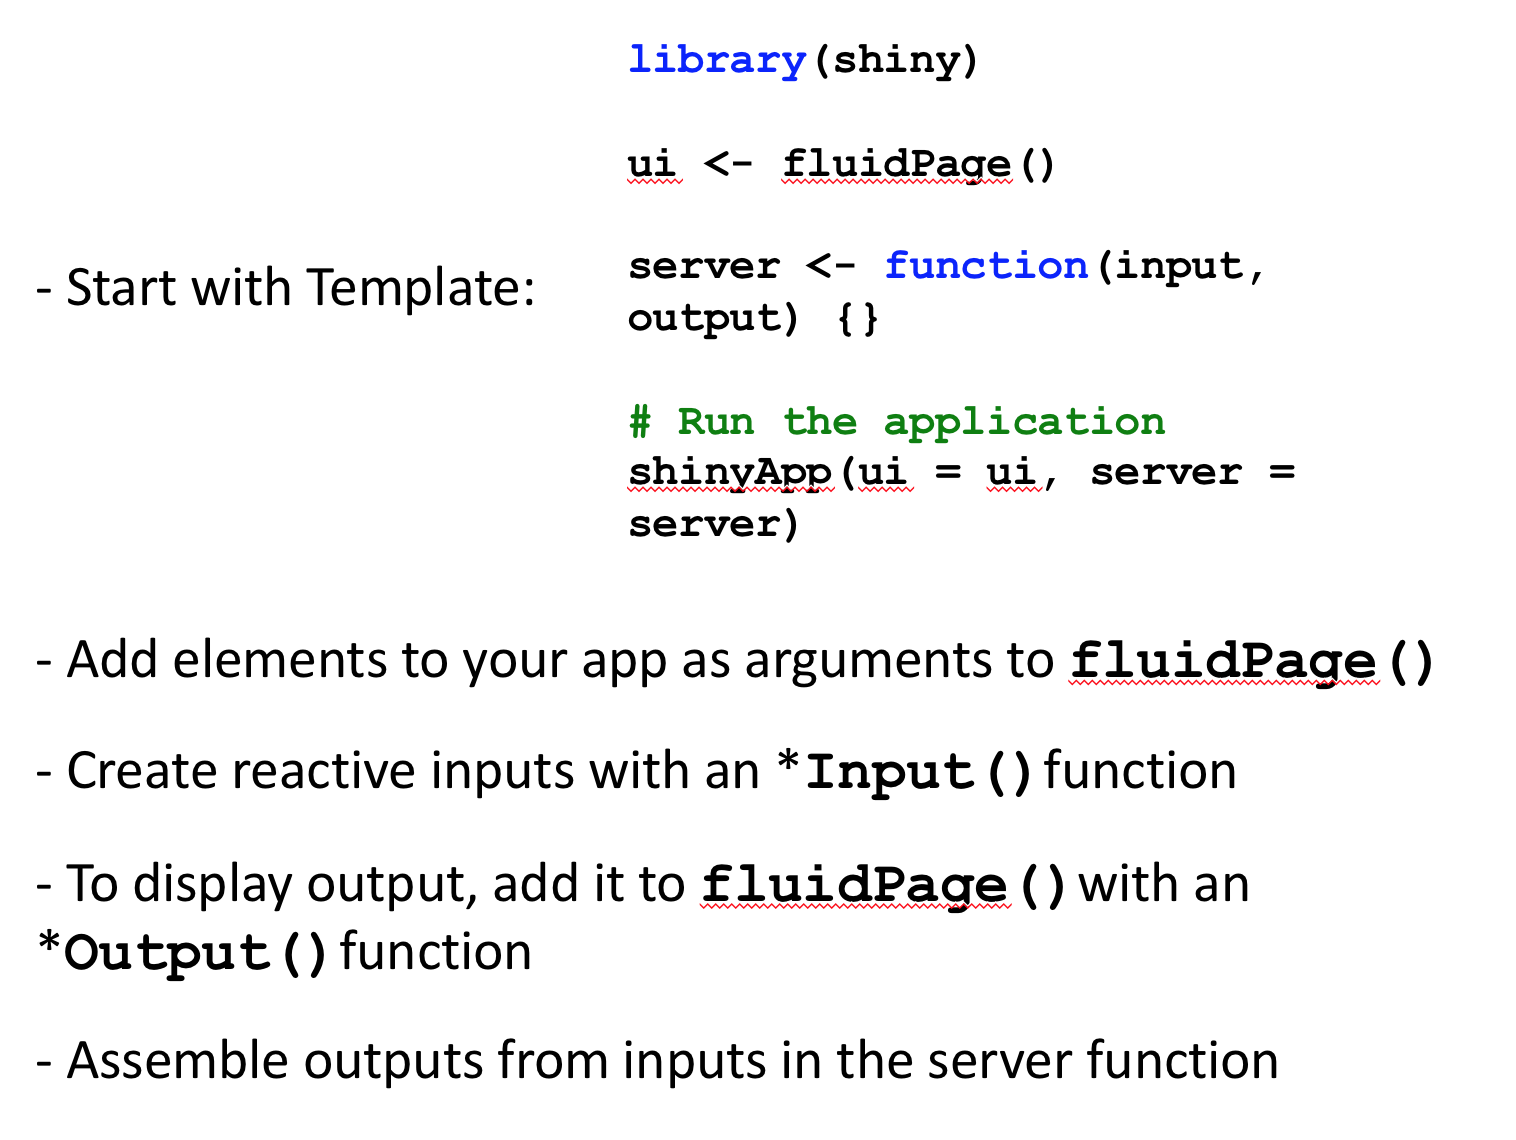 library(shiny)
ui <- fluidPage()
- Start with Template:
server <- function(input,
output) {}
# Run the application
shinyApp(ui = ui, server =
server)
- Add elements to your app as arguments to fluidPage()
- Create reactive inputs with an *Input() function
- To display output, add it to fluidPage() with an
*Output() function
- Assemble outputs from inputs in the server function